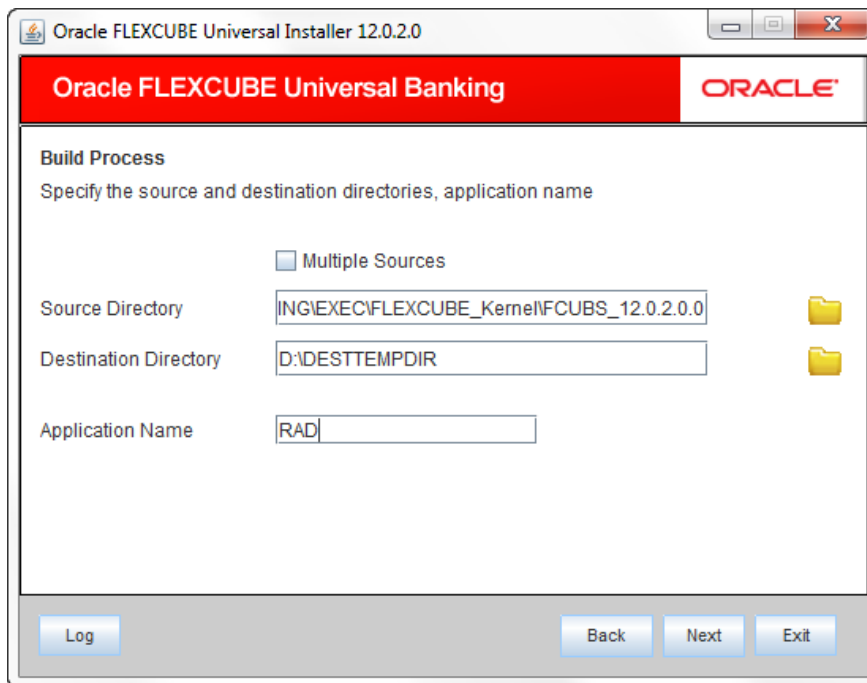 Oracle FLEXCUBE Universal Installer 12.0.2.0
Oracle FLEXCUBE Universal Banking
ORACLE
Build Process
Specify the source and destination directories, application name
Multiple Sources
Source Directory ING\EXEC\FLEXCUBE_Kernel\FCUBS_12.0.2.0.0
Destination Directory D:\DESTTEMPDIR
Application Name RAD
Log Back Next Exit